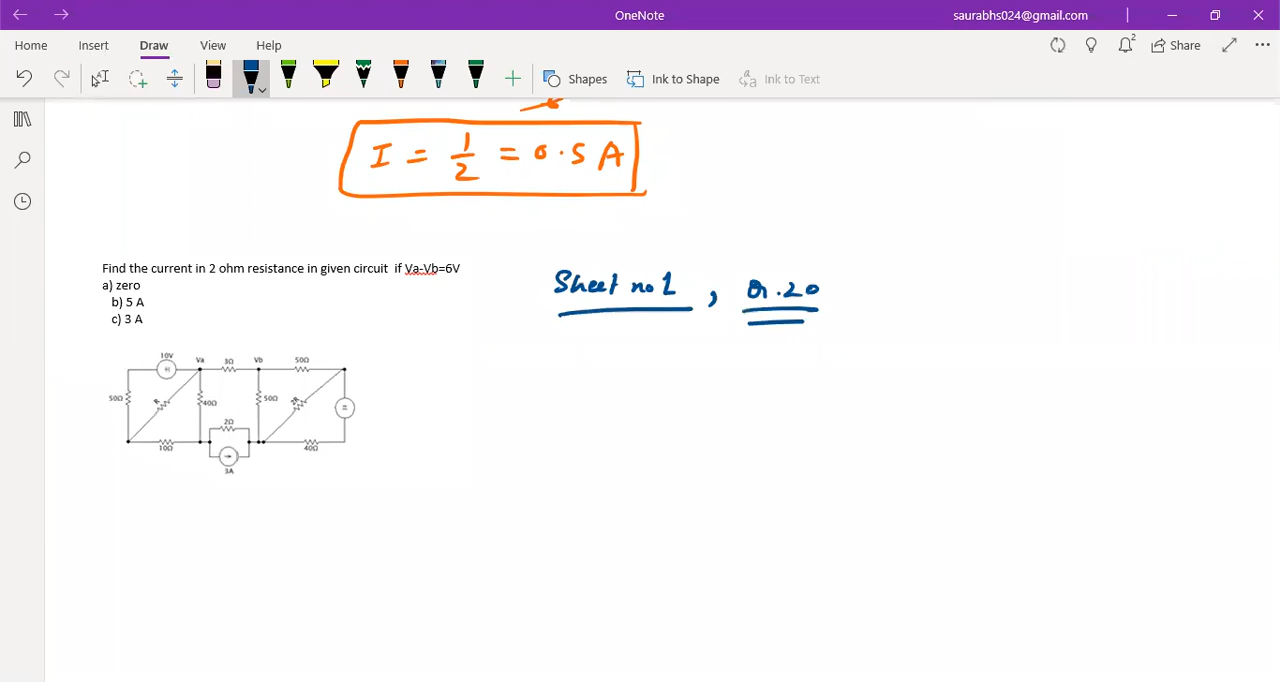 OneNote
saurabhs024@gmail.com
Home Insert Draw View Help
2 Share
Shapes Ink to Shape Ink to Text
I = 1/2 = 0.5 A
Find the current in 2 ohm resistance in given circuit if Va-Vb=6V
a) zero
b) 5 A
c) 3 A
Sheet no 1, Q.20
10V Va 3Ω Vb 50Ω
50Ω R 40Ω 50Ω
2Ω
10Ω 40Ω
3A